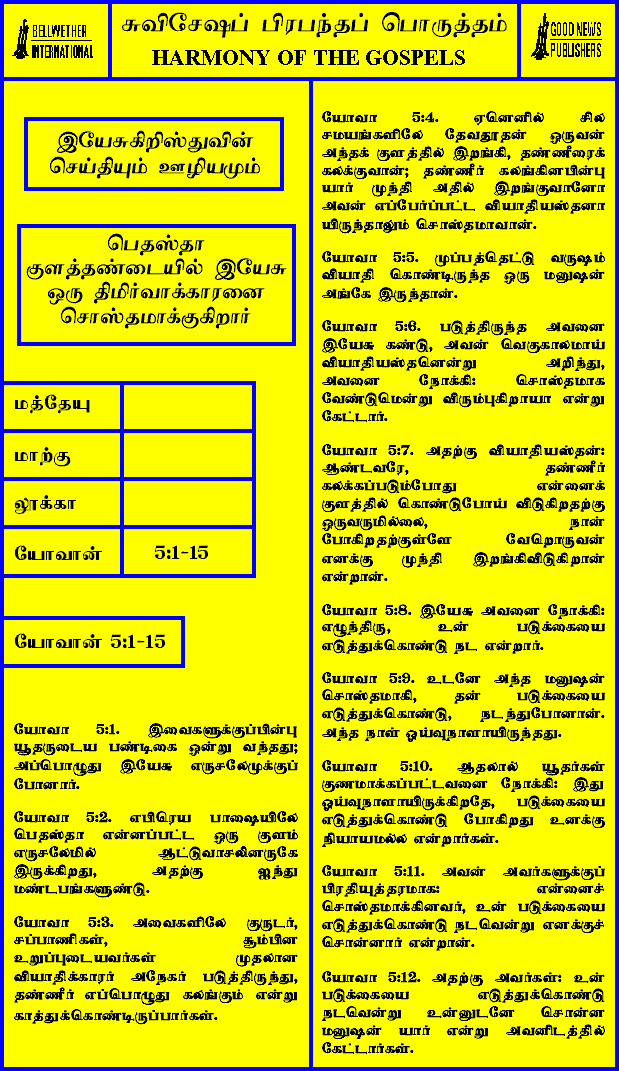 BELLWETHER
INTERNATIONAL
சுவிசேஷப் பிரபந்தப் பொருத்தம்
HARMONY OF THE GOSPELS
GOOD NEWS
PUBLISHERS
இயேசுகிறிஸ்துவின்
செய்தியும் ஊழியமும்
பெதஸ்தா
குளத்தண்டையில் இயேசு
ஒரு திமிர்வாக்காரனை
சொஸ்தமாக்குகிறார்
மத்தேயு
மாற்கு
லூக்கா
யோவான் 5:1-15
யோவான் 5:1-15
யோவா 5:1. இவைகளுக்குப்பின்பு
யூதருடைய பண்டிகை ஒன்று வந்தது;
அப்பொழுது இயேசு எருசலேமுக்குப்
போனார்.
யோவா 5:2. எபிரெய பாஷையிலே
பெதஸ்தா என்னப்பட்ட ஒரு குளம்
எருசலேமில் ஆட்டுவாசலினருகே
இருக்கிறது, அதற்கு ஐந்து
மண்டபங்களுண்டு.
யோவா 5:3. அவைகளிலே குருடர்,
சப்பாணிகள், சூம்பின
உறுப்புடையவர்கள் முதலான
வியாதிக்காரர் அநேகர் படுத்திருந்து,
தண்ணீர் எப்பொழுது கலங்கும் என்று
காத்துக்கொண்டிருப்பார்கள்.
யோவா 5:4. ஏனெனில் சில
சமயங்களிலே தேவதூதன் ஒருவன்
அந்தக் குளத்தில் இறங்கி, தண்ணீரைக்
கலக்குவான்; தண்ணீர் கலங்கினபின்பு
யார் முந்தி அதில் இறங்குவானோ
அவன் எப்பேர்ப்பட்ட வியாதியஸ்தனா
யிருந்தாலும் சொஸ்தமாவான்.
யோவா 5:5. முப்பத்தெட்டு வருஷம்
வியாதி கொண்டிருந்த ஒரு மனுஷன்
அங்கே இருந்தான்.
யோவா 5:6. படுத்திருந்த அவனை
இயேசு கண்டு, அவன் வெகுகாலமாய்
வியாதியஸ்தனென்று அறிந்து,
அவனை நோக்கி: சொஸ்தமாக
வேண்டுமென்று விரும்புகிறாயா என்று
கேட்டார்.
யோவா 5:7. அதற்கு வியாதியஸ்தன்:
ஆண்டவரே, தண்ணீர்
கலக்கப்படும்போது என்னைக்
குளத்தில் கொண்டுபோய் விடுகிறதற்கு
ஒருவருமில்லை, நான்
போகிறதற்குள்ளே வேறொருவன்
எனக்கு முந்தி இறங்கிவிடுகிறான்
என்றான்.
யோவா 5:8. இயேசு அவனை நோக்கி:
எழுந்திரு, உன் படுக்கையை
எடுத்துக்கொண்டு நட என்றார்.
யோவா 5:9. உடனே அந்த மனுஷன்
சொஸ்தமாகி, தன் படுக்கையை
எடுத்துக்கொண்டு, நடந்துபோனான்.
அந்த நாள் ஓய்வுநாளாயிருந்தது.
யோவா 5:10. ஆதலால் யூதர்கள்
குணமாக்கப்பட்டவனை நோக்கி: இது
ஓய்வுநாளாயிருக்கிறதே, படுக்கையை
எடுத்துக்கொண்டு போகிறது உனக்கு
நியாயமல்ல என்றார்கள்.
யோவா 5:11. அவன் அவர்களுக்குப்
பிரதியுத்தரமாக: என்னைச்
சொஸ்தமாக்கினவர், உன் படுக்கையை
எடுத்துக்கொண்டு நடவென்று எனக்குச்
சொன்னார் என்றான்.
யோவா 5:12. அதற்கு அவர்கள்: உன்
படுக்கையை எடுத்துக்கொண்டு
நடவென்று உன்னுடனே சொன்ன
மனுஷன் யார் என்று அவனிடத்தில்
கேட்டார்கள்.